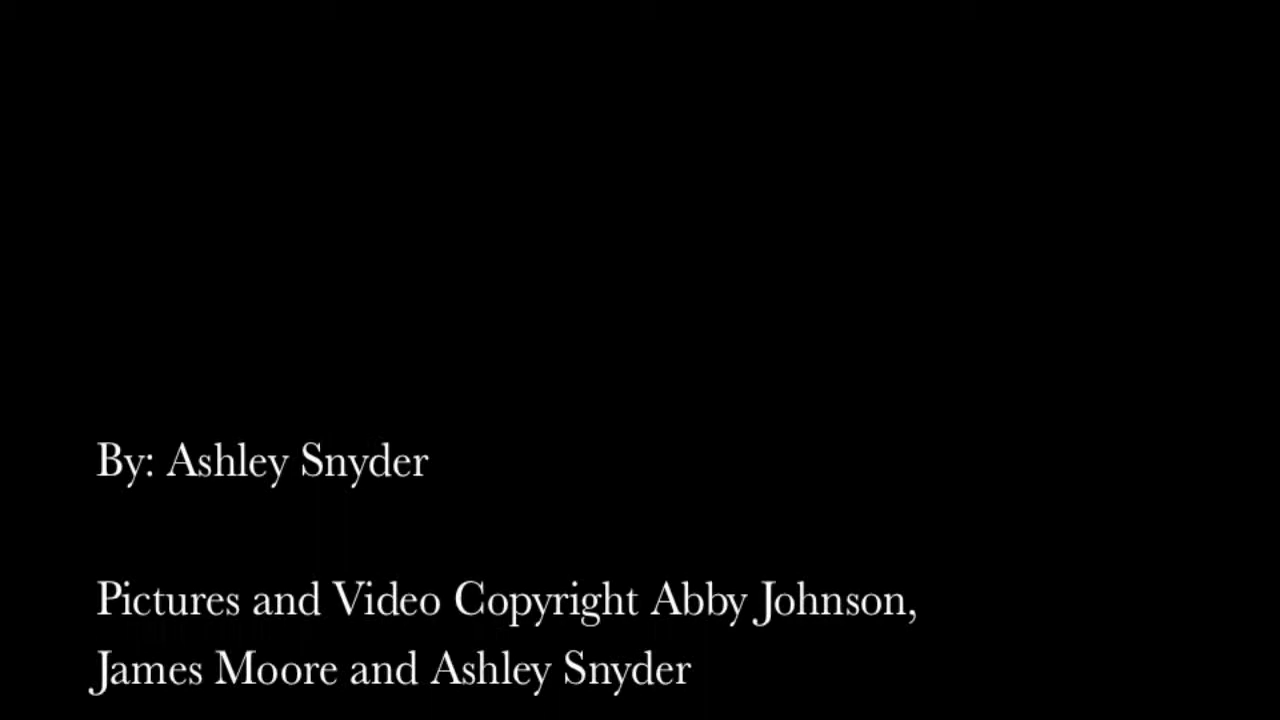 By: Ashley Snyder
Pictures and Video Copyright Abby Johnson,
James Moore and Ashley Snyder